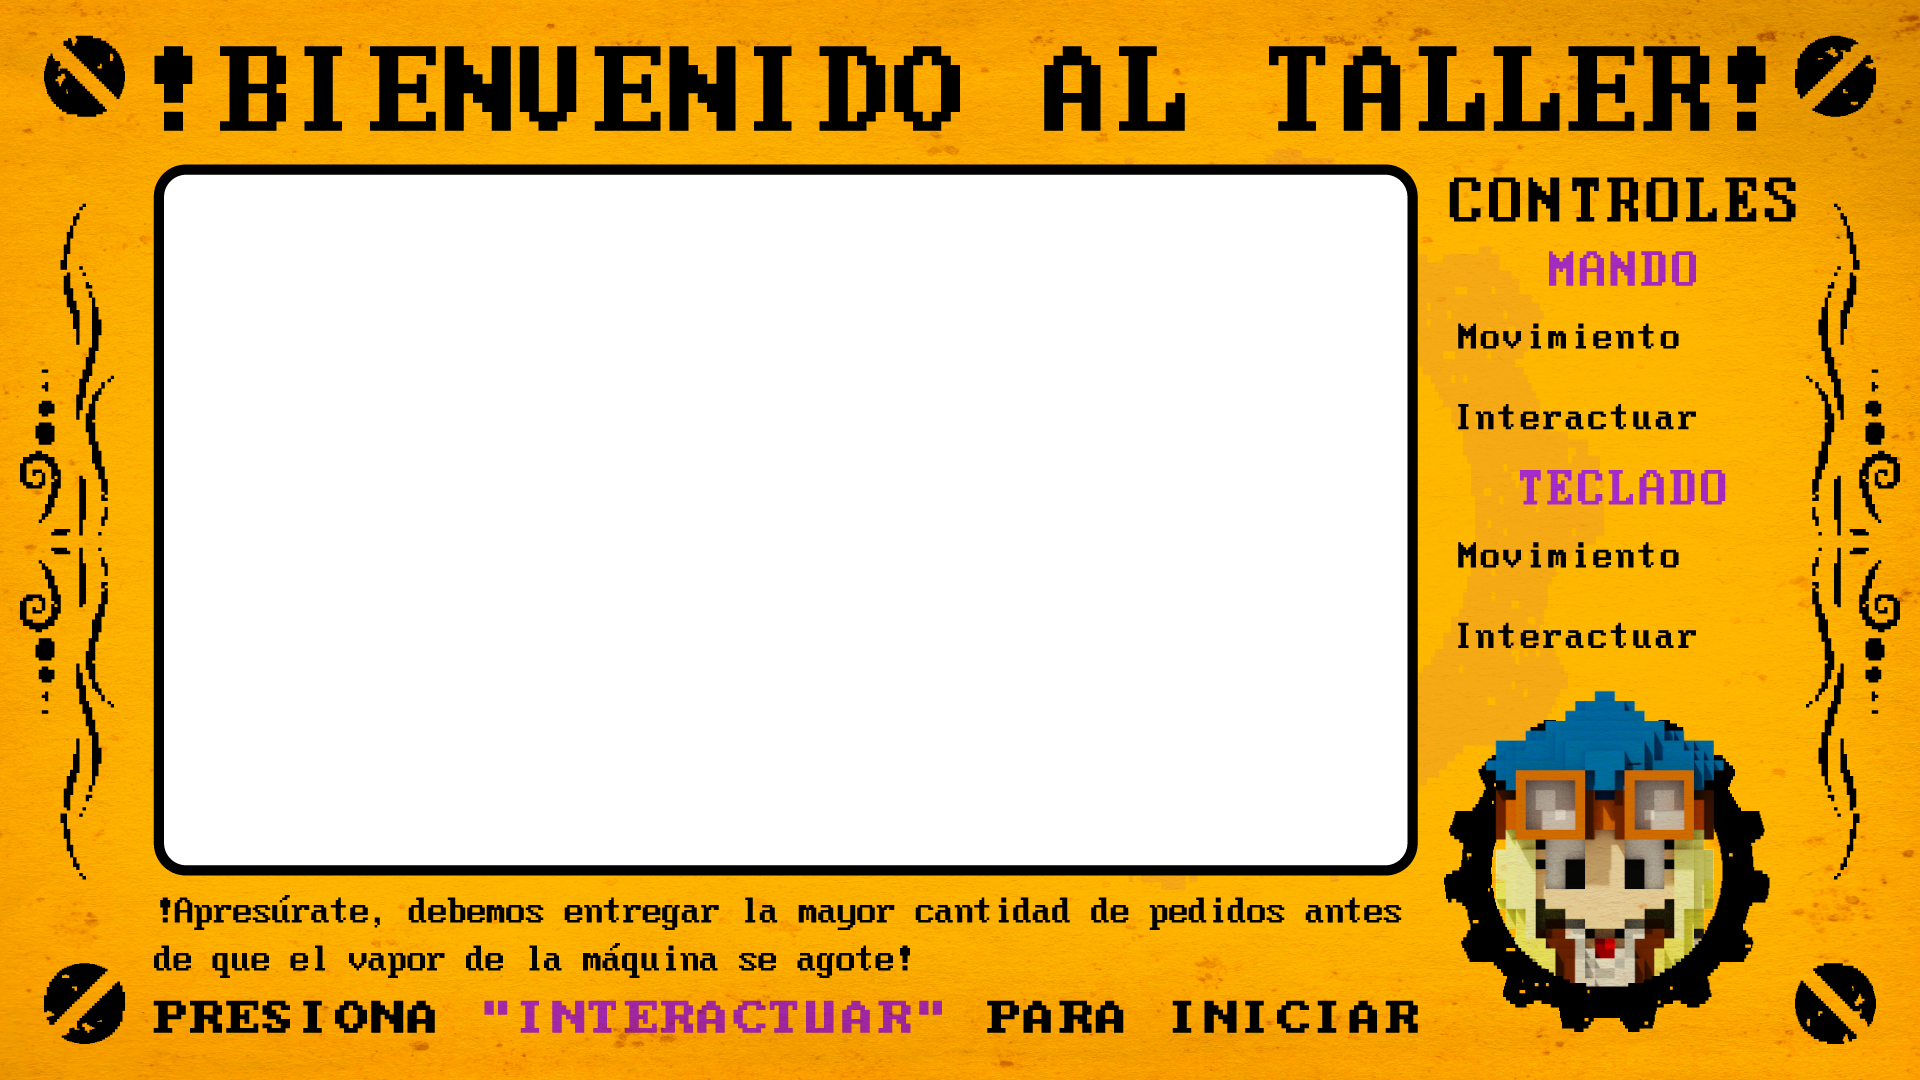 !BIENVENIDO AL TALLER!
CONTROLES
MANDO
Movimiento
Interactuar
TECLADO
Movimiento
Interactuar
!Apresúrate, debemos entregar la mayor cantidad de pedidos antes
de que el vapor de la máquina se agote!
PRESIONA "INTERACTUAR" PARA INICIAR